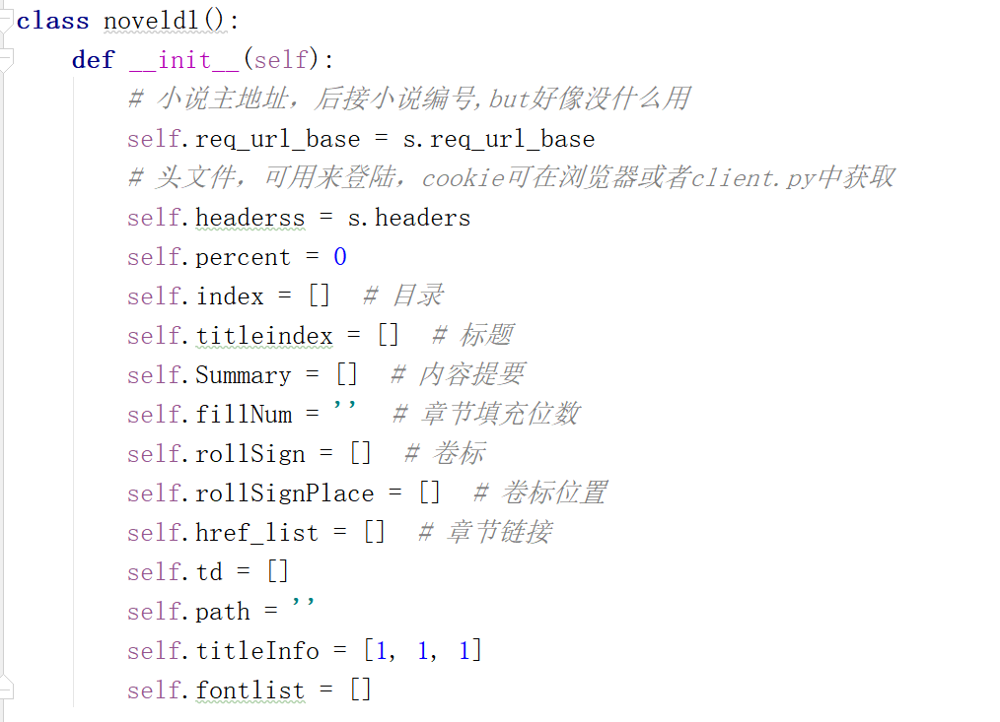 class noveldl():
def __init__(self):
# 小说主地址，后接小说编号,but好像没什么用
self.req_url_base = s.req_url_base
# 头文件，可用来登陆，cookie可在浏览器或者client.py中获取
self.headerss = s.headers
self.percent = 0
self.index = []  # 目录
self.titleindex = []  # 标题
self.Summary = []  # 内容提要
self.fillNum = ''  # 章节填充位数
self.rollSign = []  # 卷标
self.rollSignPlace = []  # 卷标位置
self.href_list = []  # 章节链接
self.td = []
self.path = ''
self.titleInfo = [1, 1, 1]
self.fontlist = []